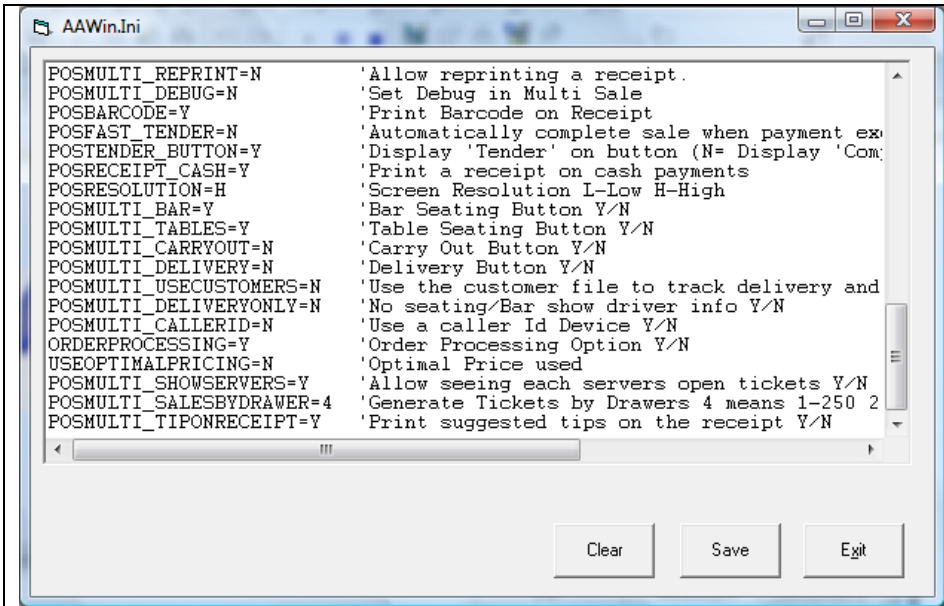 AAWin.Ini
POSMULTI_REPRINT=N 'Allow reprinting a receipt.
POSMULTI_DEBUG=N 'Set Debug in Multi Sale
POSBARCODE=Y 'Print Barcode on Receipt
POSFAST_TENDER=N 'Automatically complete sale when payment
POSTENDER_BUTTON=Y 'Display 'Tender' on button (N= Display
POSRECEIPT_CASH=Y 'Print a receipt on cash payments
POSRESOLUTION=H 'Screen Resolution L-Low H-High
POSMULTI_BAR=Y 'Bar Seating Button Y/N
POSMULTI_TABLES=Y 'Table Seating Button Y/N
POSMULTI_CARRYOUT=N 'Carry Out Button Y/N
POSMULTI_DELIVERY=N 'Delivery Button Y/N
POSMULTI_USECUSTOMERS=N 'Use the customer file to track delivery and
POSMULTI_DELIVERYONLY=N 'No seating/Bar show driver info Y/N
POSMULTI_CALLERID=N 'Use a caller Id Device Y/N
ORDERPROCESSING=Y 'Order Processing Option Y/N
USEOPTIMALPRICING=N 'Optimal Price used
POSMULTI_SHOWSERVERS=Y 'Allow seeing each servers open tickets Y/N
POSMULTI_SALESBYDRAWER=4 'Generate Tickets by Drawers 4 means 1-250 2
POSMULTI_TIPONRECEIPT=Y 'Print suggested tips on the receipt Y/N
Clear Save Exit